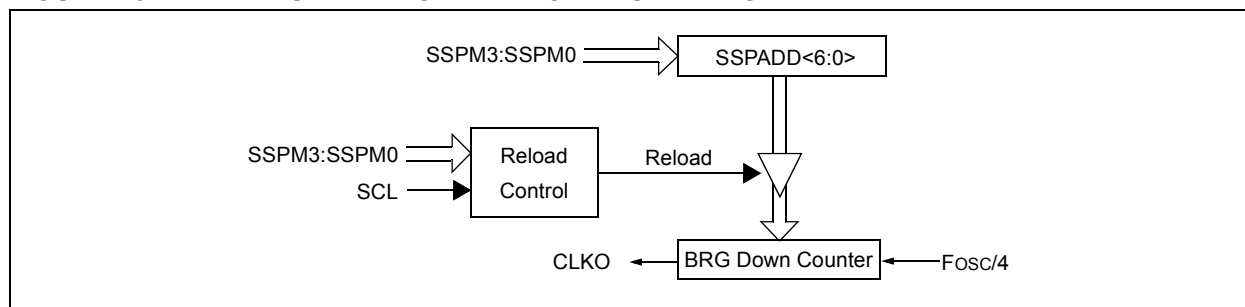 SSPM3:SSPM0
SSPADD<6:0>
SSPM3:SSPM0
SCL
Reload
Control
Reload
CLKO
BRG Down Counter
FOSC/4